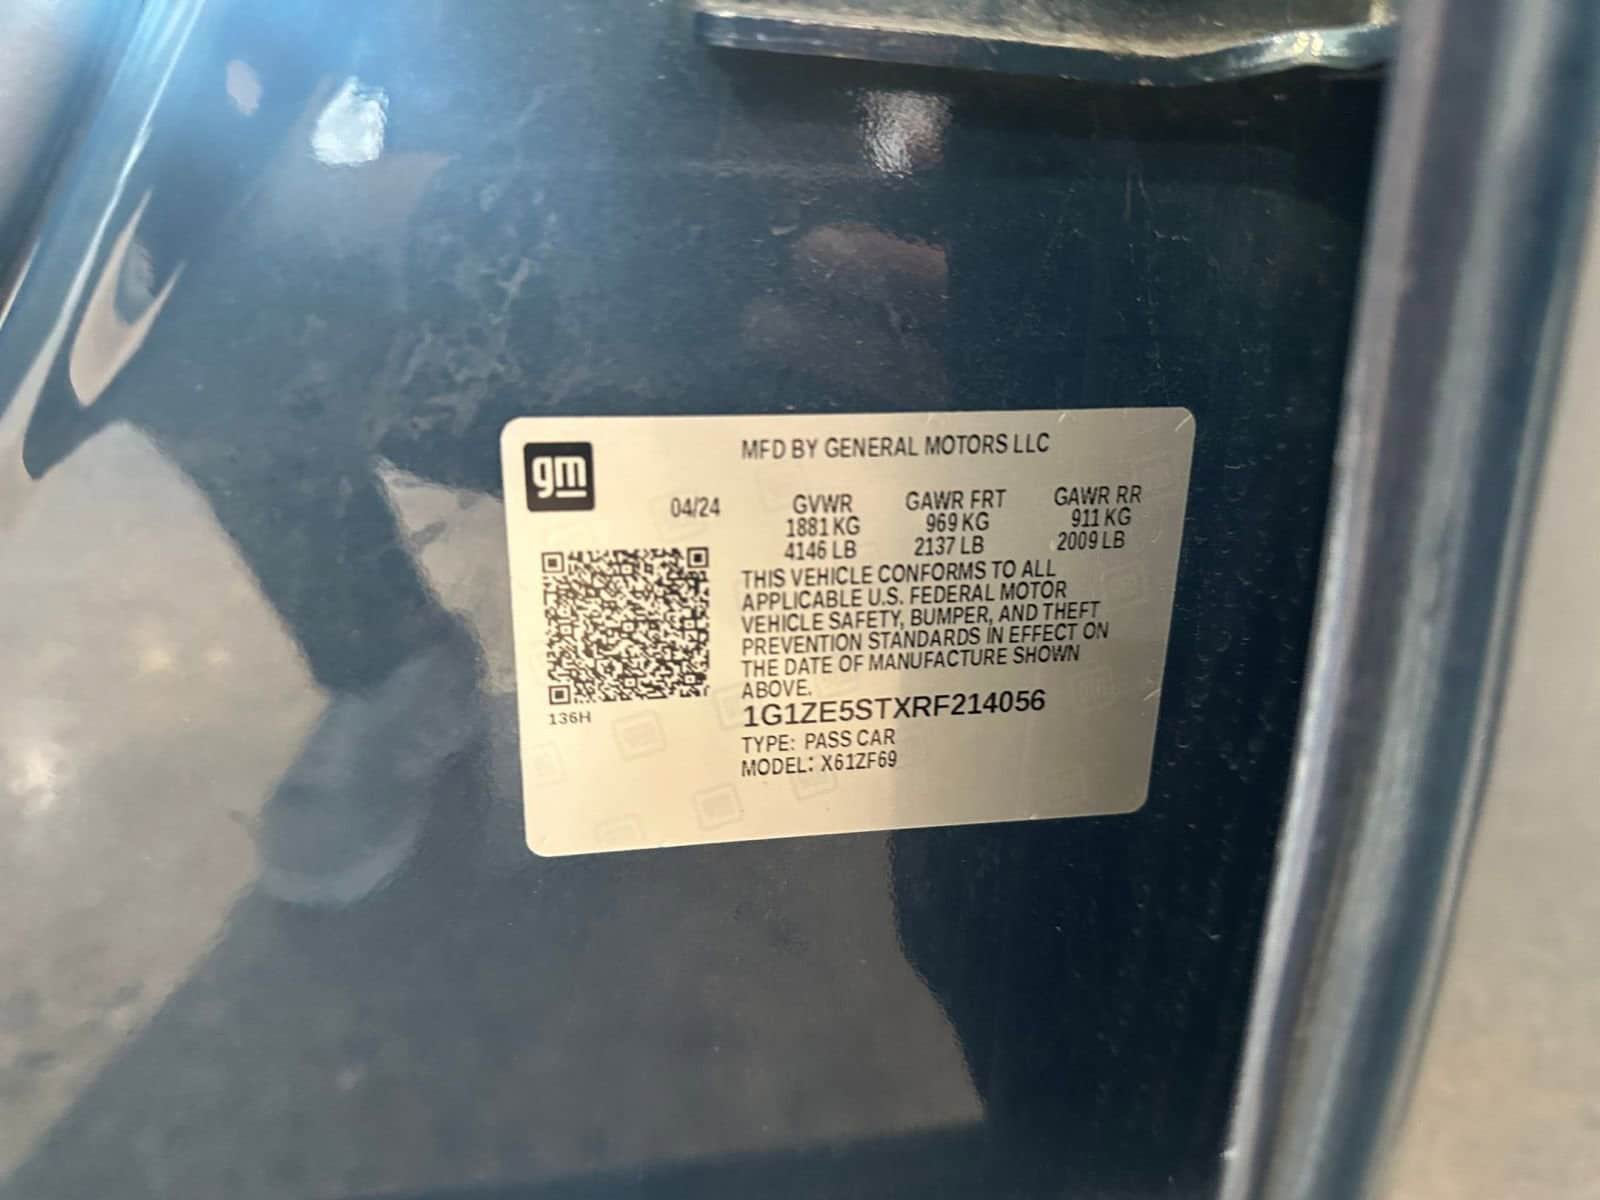 gm
MFD BY GENERAL MOTORS LLC
04/24 GVWR GAWR FRT GAWR RR
1881 KG 969 KG 911 KG
4146 LB 2137 LB 2009 LB
THIS VEHICLE CONFORMS TO ALL
APPLICABLE U.S. FEDERAL MOTOR
VEHICLE SAFETY, BUMPER, AND THEFT
PREVENTION STANDARDS IN EFFECT ON
THE DATE OF MANUFACTURE SHOWN
ABOVE.
136H
1G1ZE5STXRF214056
TYPE: PASS CAR
MODEL: X61ZF69